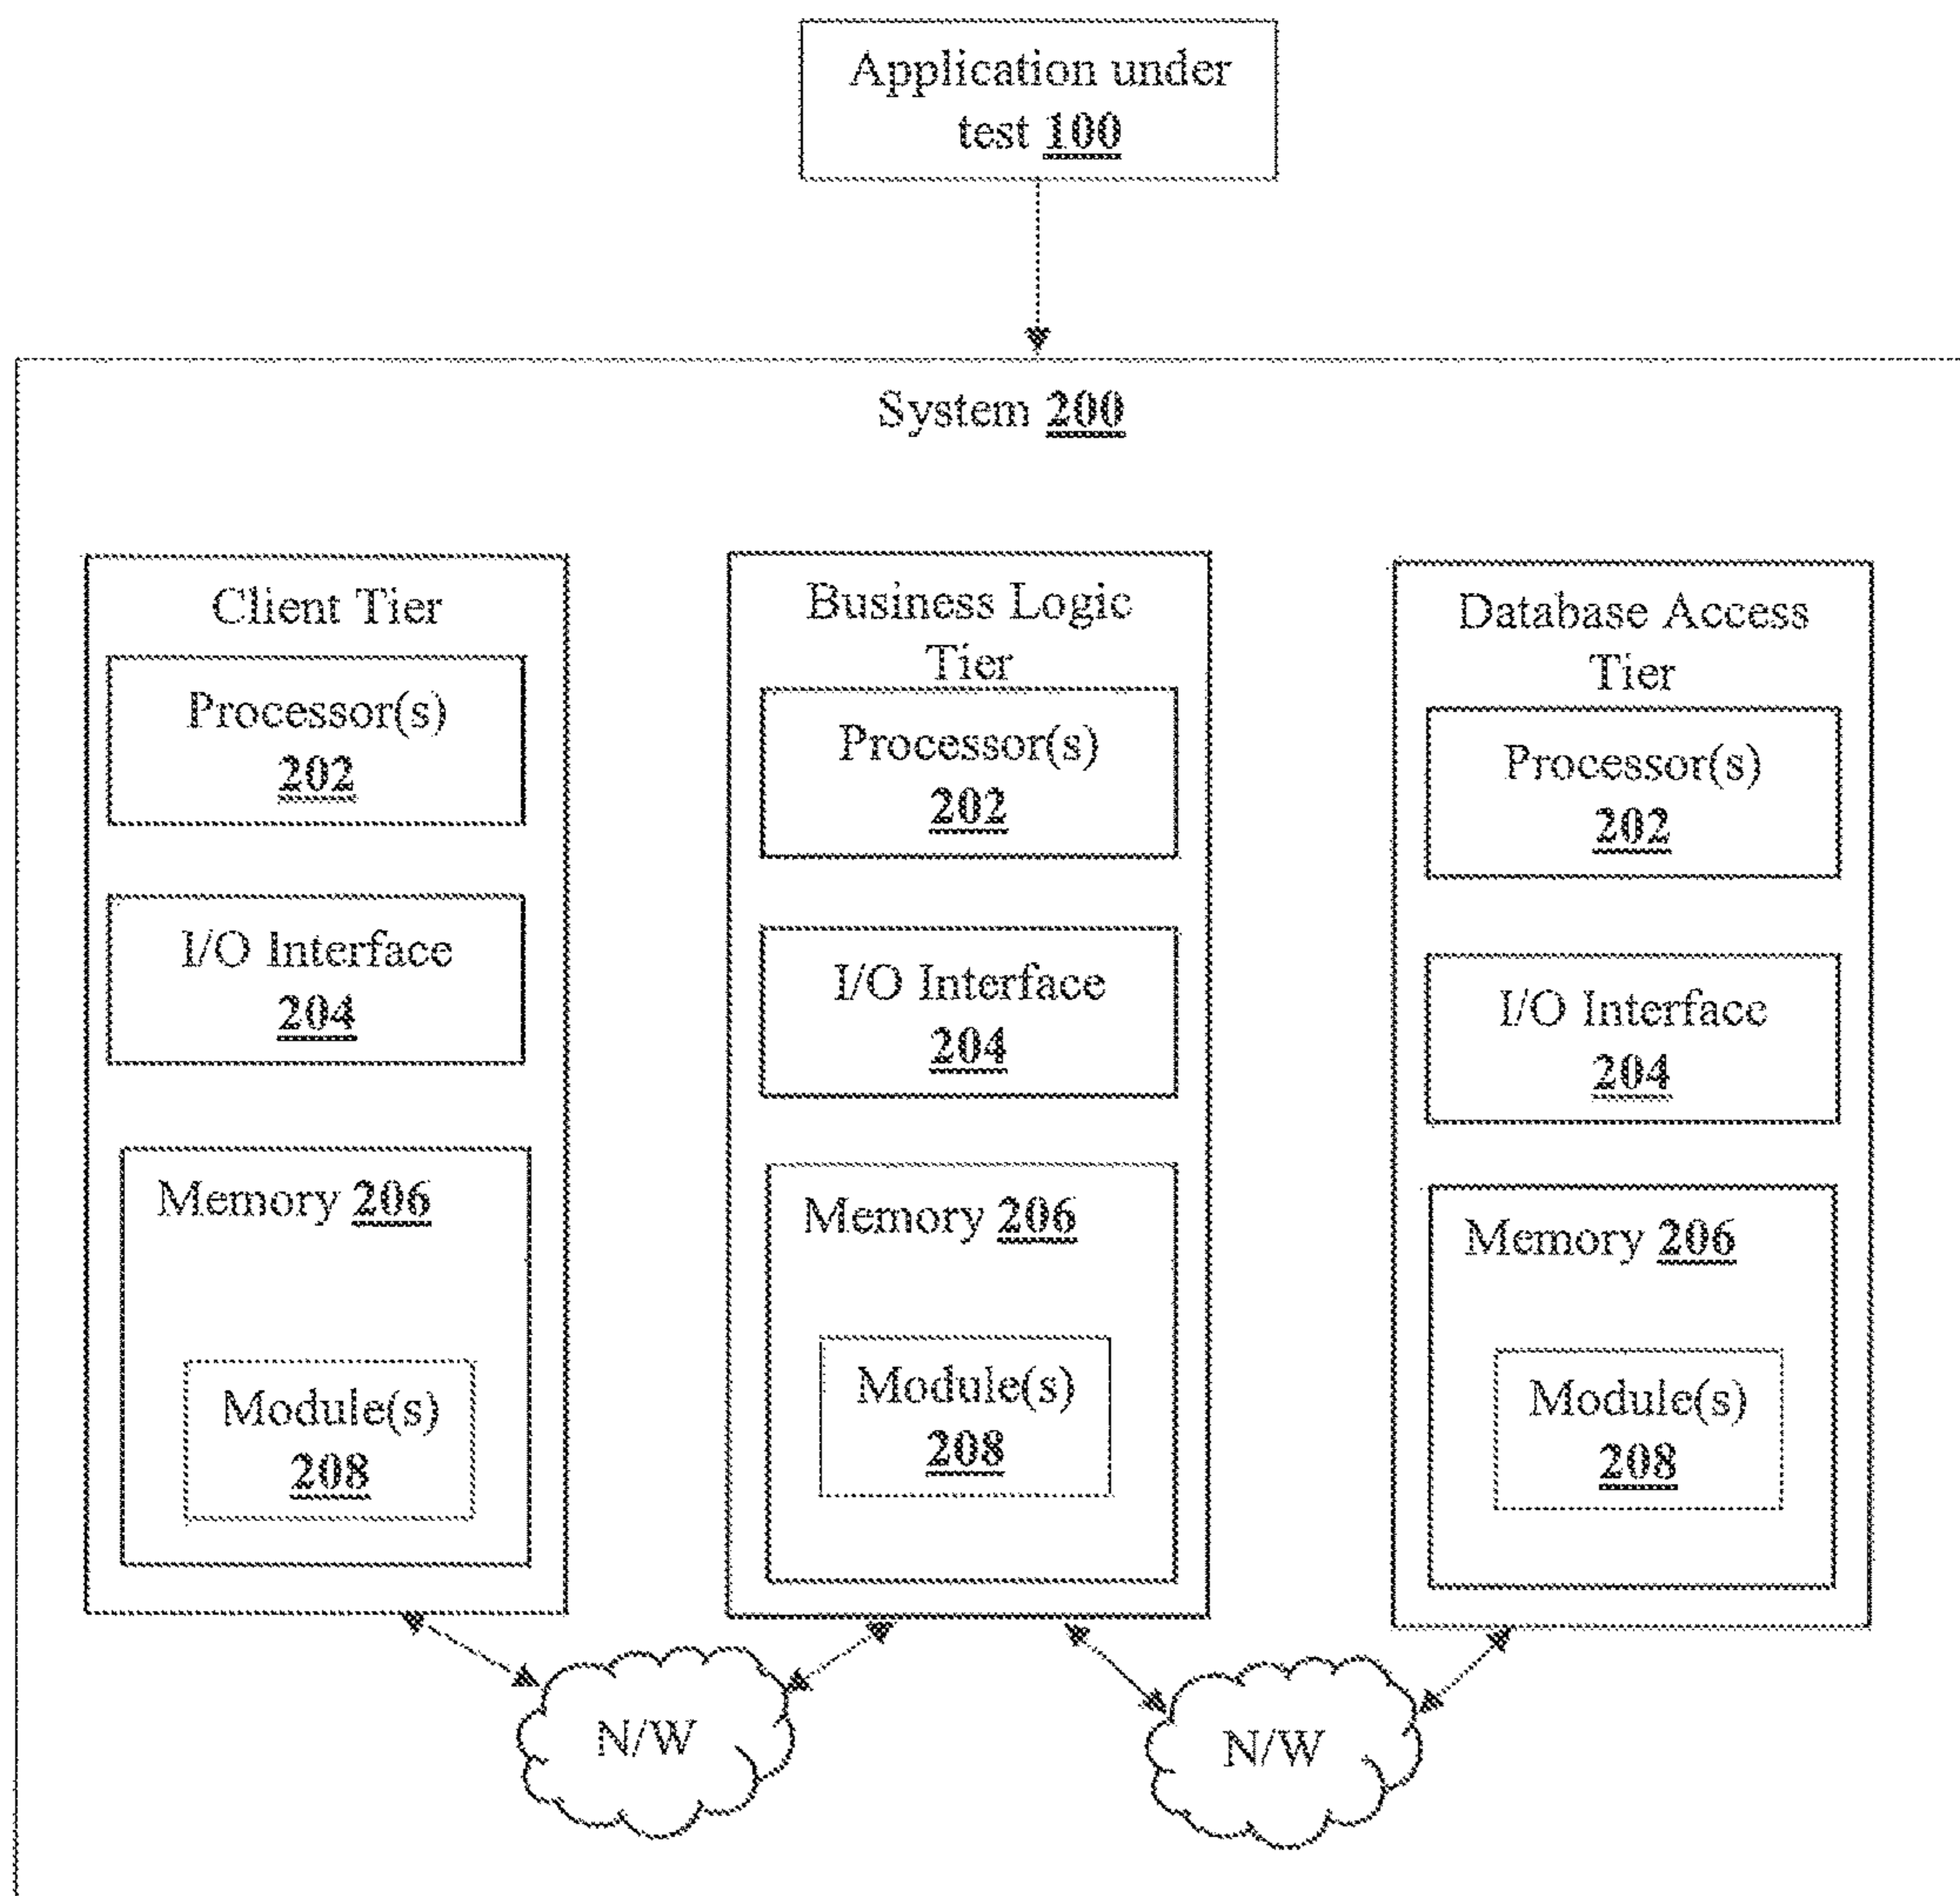 Application under
test 100
System 200
Client Tier
Processor(s)
202
I/O Interface
204
Memory 206
Module(s)
208
Business Logic
Tier
Processor(s)
202
I/O Interface
204
Memory 206
Module(s)
208
Database Access
Tier
Processor(s)
202
I/O Interface
204
Memory 206
Module(s)
208
N/W
N/W